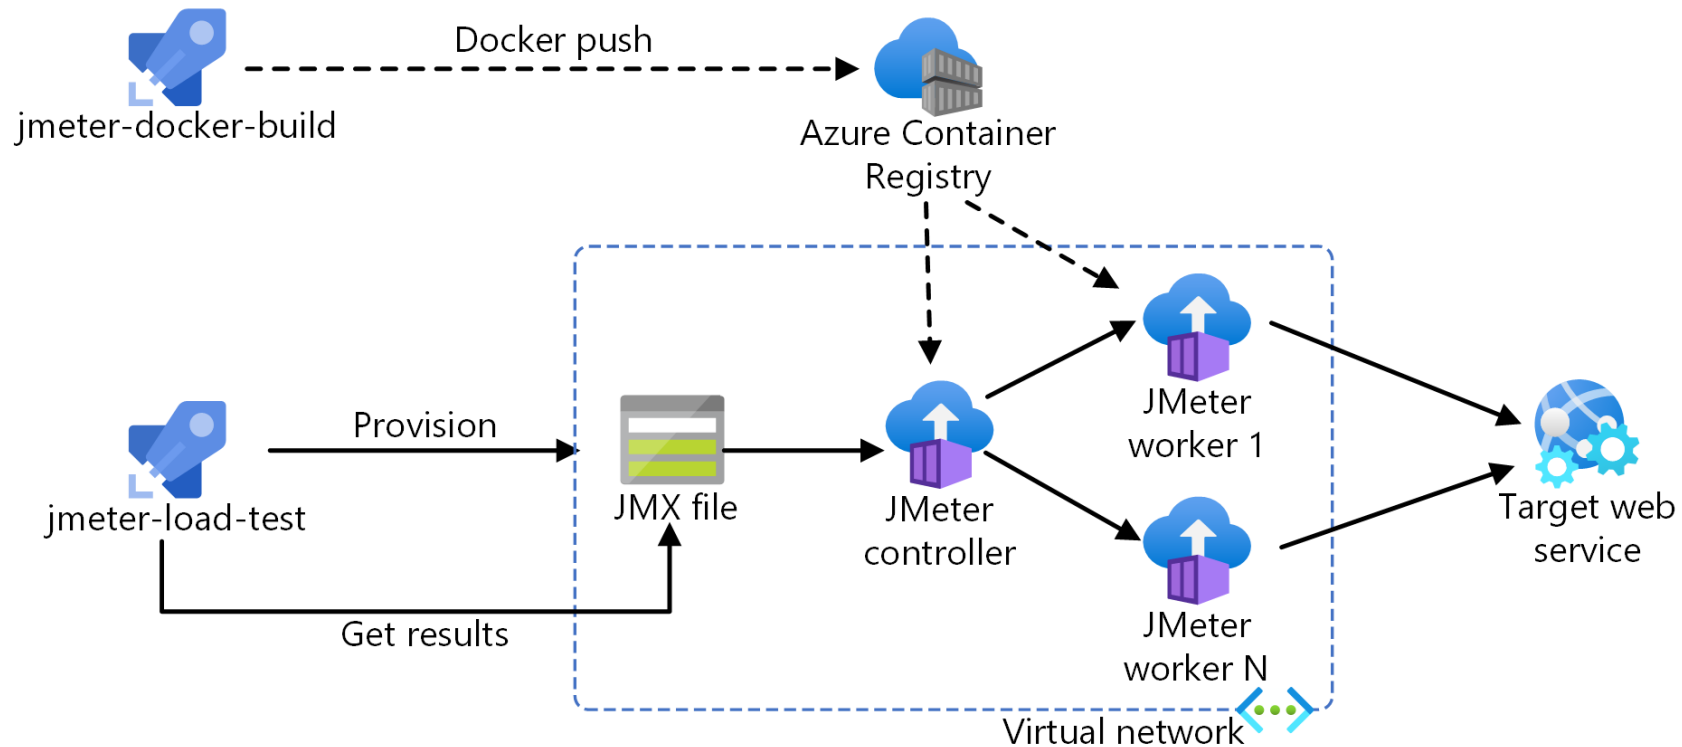 Docker push
jmeter-docker-build
Azure Container
Registry
Provision
jmeter-load-test
Get results
JMX file
JMeter
controller
JMeter
worker 1
JMeter
worker N
Target web
service
Virtual network